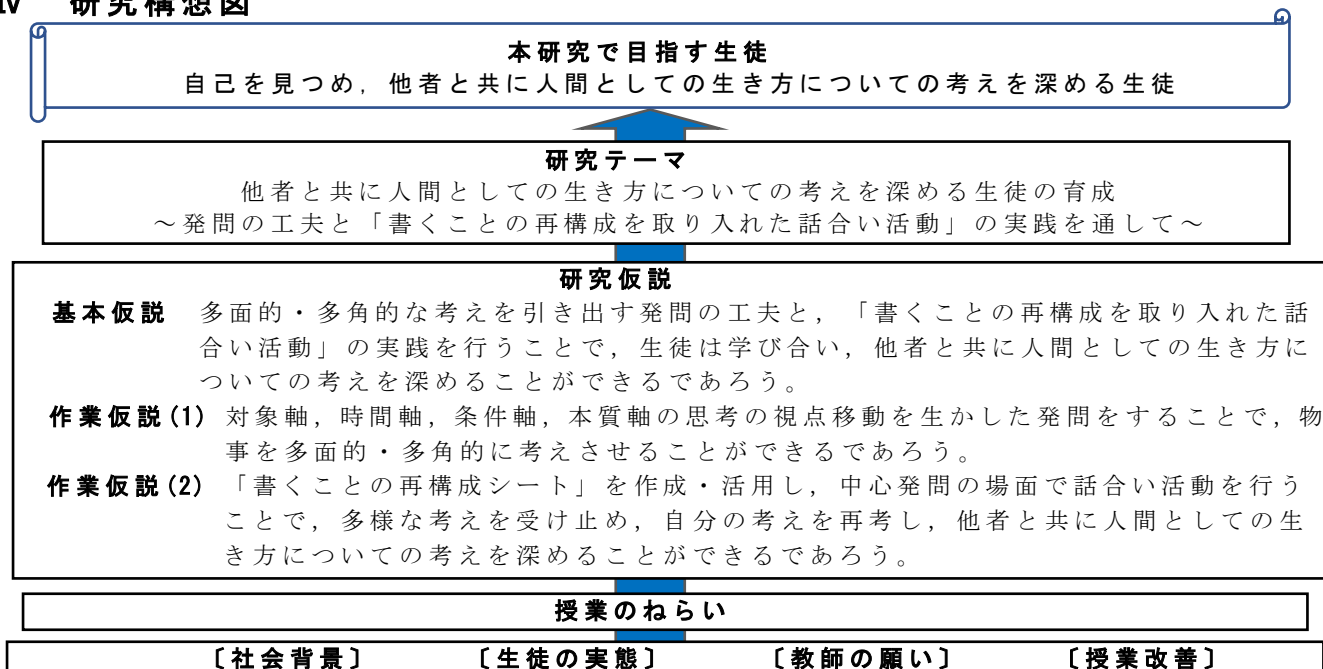 Ⅳ 研究構想図
本研究で目指す生徒
自己を見つめ，他者と共に人間としての生き方についての考えを深める生徒
研究テーマ
他者と共に人間としての生き方についての考えを深める生徒の育成
～発問の工夫と「書くことの再構成を取り入れた話合い活動」の実践を通して～
研究仮説
基本仮説 多面的・多角的な考えを引き出す発問の工夫と，「書くことの再構成を取り入れた話
合い活動」の実践を行うことで，生徒は学び合い，他者と共に人間としての生き方に
ついての考えを深めることができるであろう。
作業仮説(1) 対象軸，時間軸，条件軸，本質軸の思考の視点移動を生かした発問をすることで，物
事を多面的・多角的に考えさせることができるであろう。
作業仮説(2) 「書くことの再構成シート」を作成・活用し，中心発問の場面で話合い活動を行う
ことで，多様な考えを受け止め，自分の考えを再考し，他者と共に人間としての生
き方についての考えを深めることができるであろう。
授業のねらい
〔社会背景〕 〔生徒の実態〕 〔教師の願い〕 〔授業改善〕